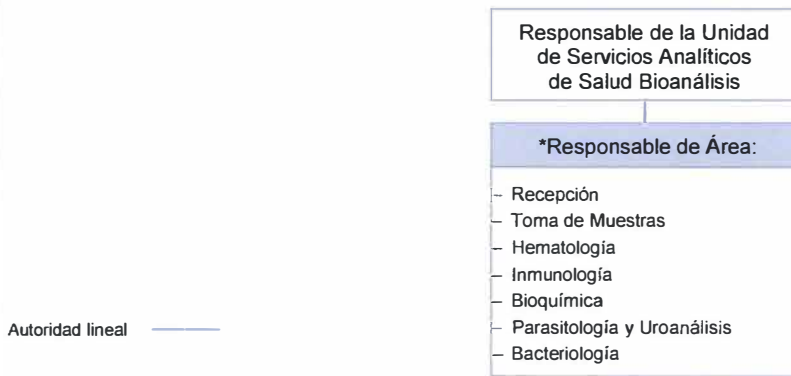 Responsable de la Unidad
de Servicios Analíticos
de Salud Bioanálisis
*Responsable de Área:
– Recepción
– Toma de Muestras
– Hematología
– Inmunología
– Bioquímica
– Parasitología y Uroanálisis
– Bacteriología
Autoridad lineal